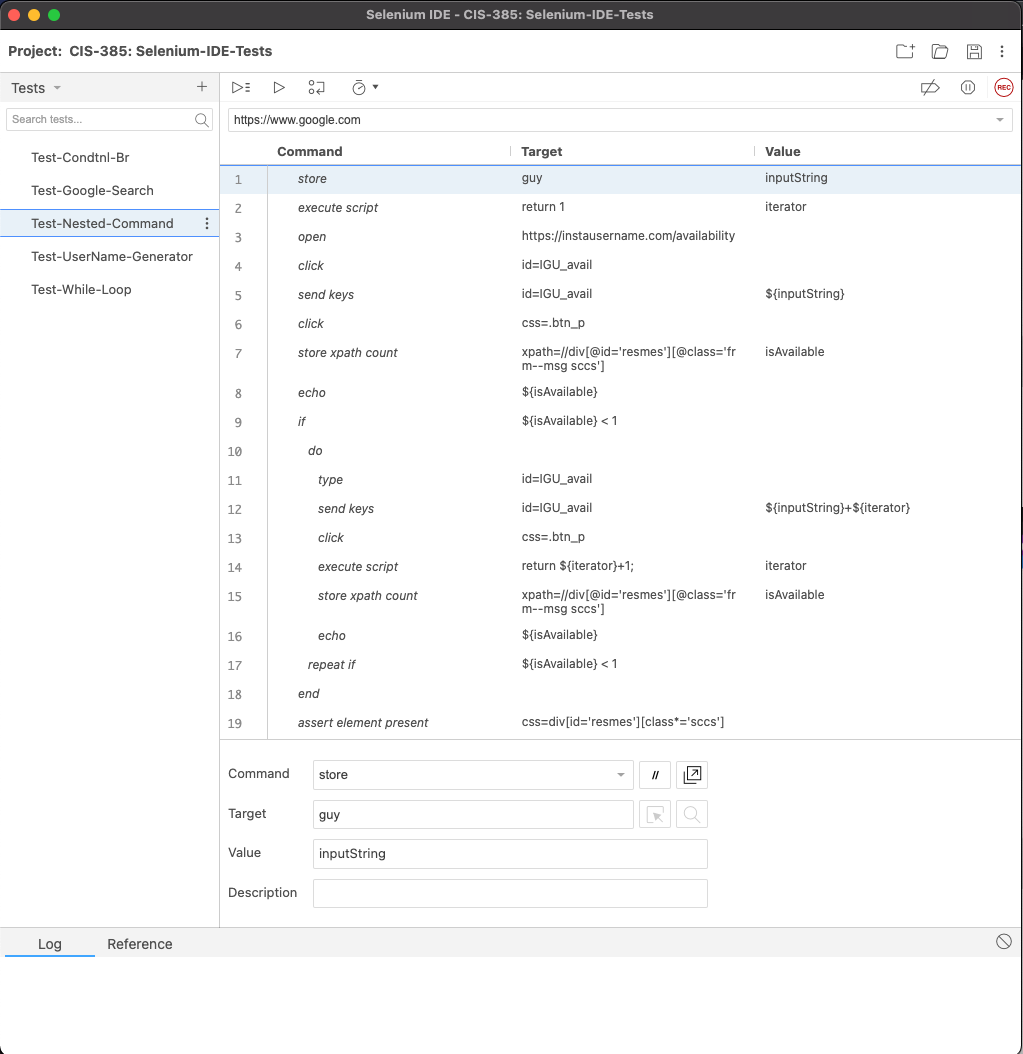 Selenium IDE - CIS-385: Selenium-IDE-Tests
Project: CIS-385: Selenium-IDE-Tests
Tests
REC
Search tests...
https://www.google.com
Test-Condtnl-Br
Test-Google-Search
Test-Nested-Command
Test-UserName-Generator
Test-While-Loop
Command Target Value
1 store guy inputString
2 execute script return 1 iterator
3 open https://instausername.com/availability
4 click id=IGU_avail
5 send keys id=IGU_avail ${inputString}
6 click css=.btn_p
7 store xpath count xpath=//div[@id='resmes'][@class='fr isAvailable
m--msg sccs']
8 echo ${isAvailable}
9 if ${isAvailable} < 1
10 do
11 type id=IGU_avail
12 send keys id=IGU_avail ${inputString}+${iterator}
13 click css=.btn_p
14 execute script return ${iterator}+1; iterator
15 store xpath count xpath=//div[@id='resmes'][@class='fr isAvailable
m--msg sccs']
16 echo ${isAvailable}
17 repeat if ${isAvailable} < 1
18 end
19 assert element present css=div[id='resmes'][class*='sccs']
Command store //
Target guy
Value inputString
Description
Log Reference